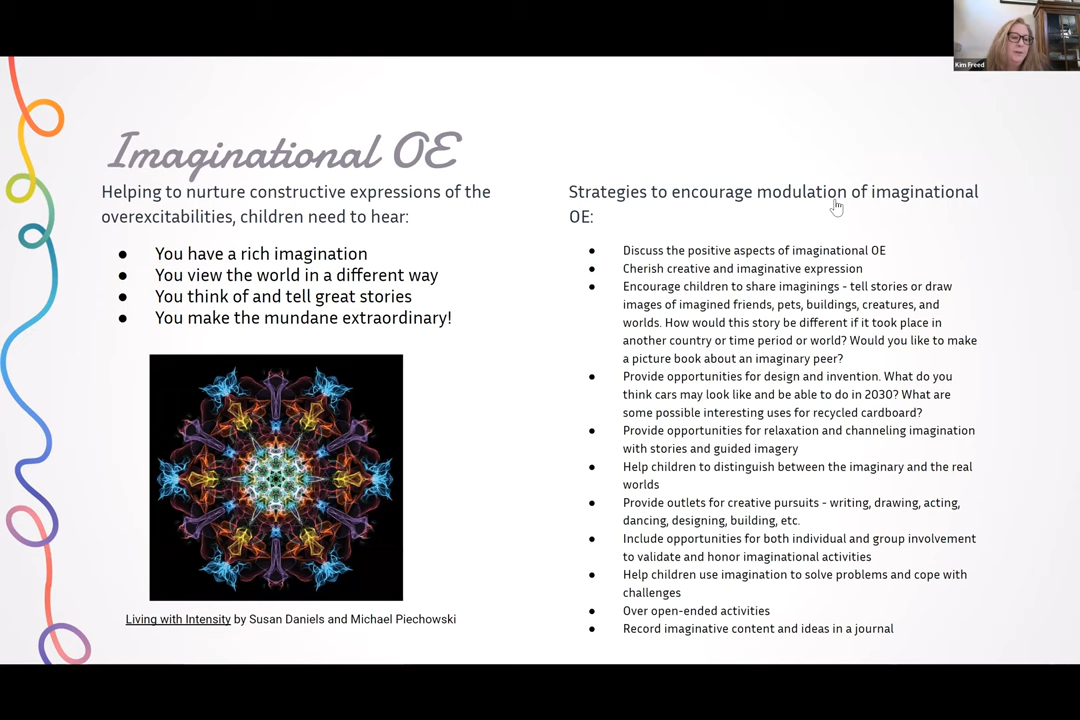 Kim Freed
Imaginational OE
Helping to nurture constructive expressions of the
overexcitabilities, children need to hear:
● You have a rich imagination
● You view the world in a different way
● You think of and tell great stories
● You make the mundane extraordinary!
Living with Intensity by Susan Daniels and Michael Piechowski
Strategies to encourage modulation of imaginational
OE:
● Discuss the positive aspects of imaginational OE
● Cherish creative and imaginative expression
● Encourage children to share imaginings - tell stories or draw
images of imagined friends, pets, buildings, creatures, and
worlds. How would this story be different if it took place in
another country or time period or world? Would you like to make
a picture book about an imaginary peer?
● Provide opportunities for design and invention. What do you
think cars may look like and be able to do in 2030? What are
some possible interesting uses for recycled cardboard?
● Provide opportunities for relaxation and channeling imagination
with stories and guided imagery
● Help children to distinguish between the imaginary and the real
worlds
● Provide outlets for creative pursuits - writing, drawing, acting,
dancing, designing, building, etc.
● Include opportunities for both individual and group involvement
to validate and honor imaginational activities
● Help children use imagination to solve problems and cope with
challenges
● Over open-ended activities
● Record imaginative content and ideas in a journal